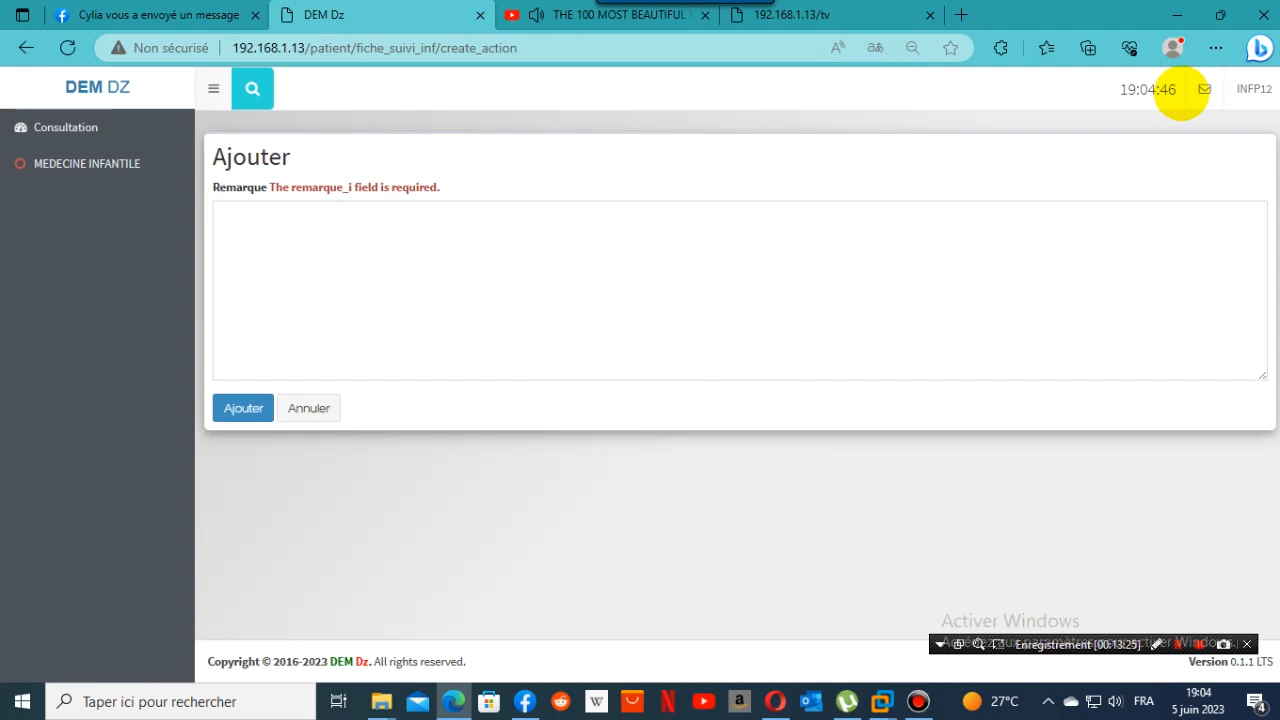 Cylia vous a envoyé un message
DEM Dz
THE 100 MOST BEAUTIFUL
192.168.1.13/tv
Non sécurisé
192.168.1.13/patient/fiche_suivi_inf/create_action
DEM DZ
19:04:46
INFP12
Consultation
MEDECINE INFANTILE
Ajouter
Remarque The remarque_i field is required.
Ajouter
Annuler
Activer Windows
Enregistrement [00:13:25]
Copyright © 2016-2023 DEM Dz. All rights reserved.
Version 0.1.1 LTS
Taper ici pour rechercher
27°C
FRA
19:04
5 juin 2023
4